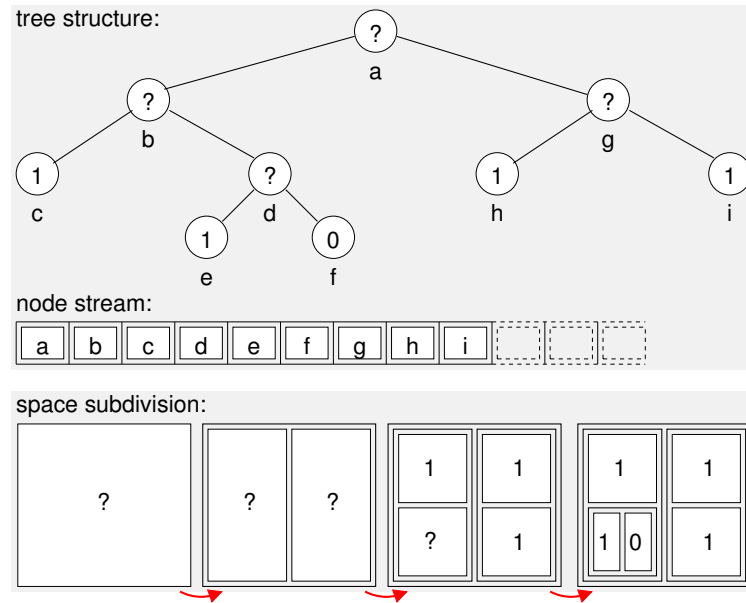 tree structure:
?
a
? ?
b g
1 ? 1 1
c d h i
1 0
e f
node stream:
a b c d e f g h i
space subdivision:
? ? ? 1 1 1 1
? 1 1 0 1